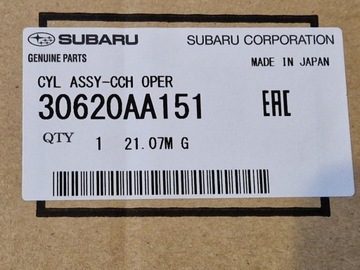 SUBARU SUBARU CORPORATION
GENUINE PARTS MADE IN JAPAN
CYL ASSY-CCH OPER
30620AA151 EAC
QTY 1 21.07M G